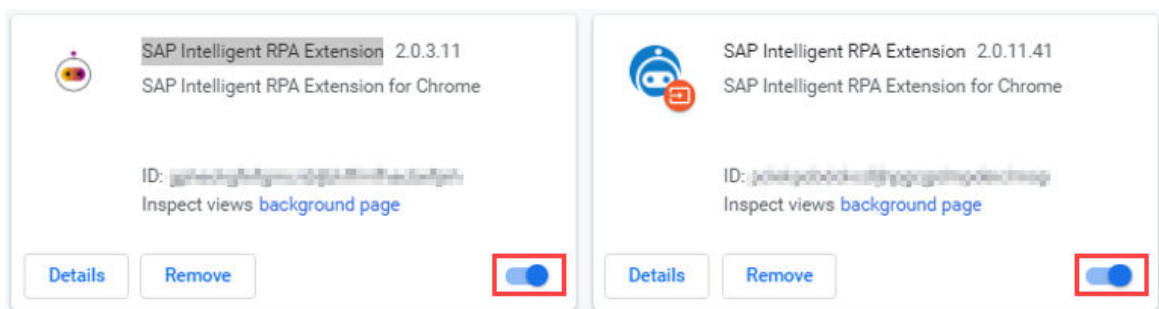 SAP Intelligent RPA Extension 2.0.3.11
SAP Intelligent RPA Extension for Chrome
ID:
Inspect views background page
Details Remove
SAP Intelligent RPA Extension 2.0.11.41
SAP Intelligent RPA Extension for Chrome
ID:
Inspect views background page
Details Remove